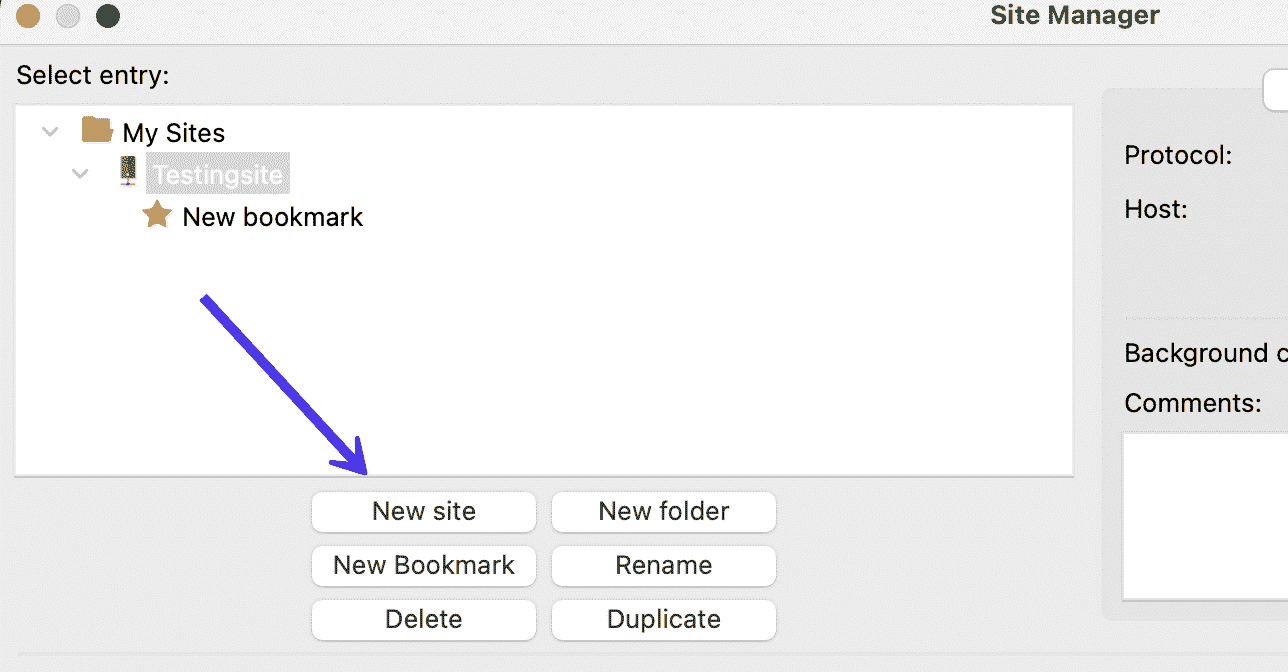 Site Manager
Select entry:
My Sites
Testingsite
New bookmark
New site
New folder
New Bookmark
Rename
Delete
Duplicate
Protocol:
Host:
Background c
Comments: